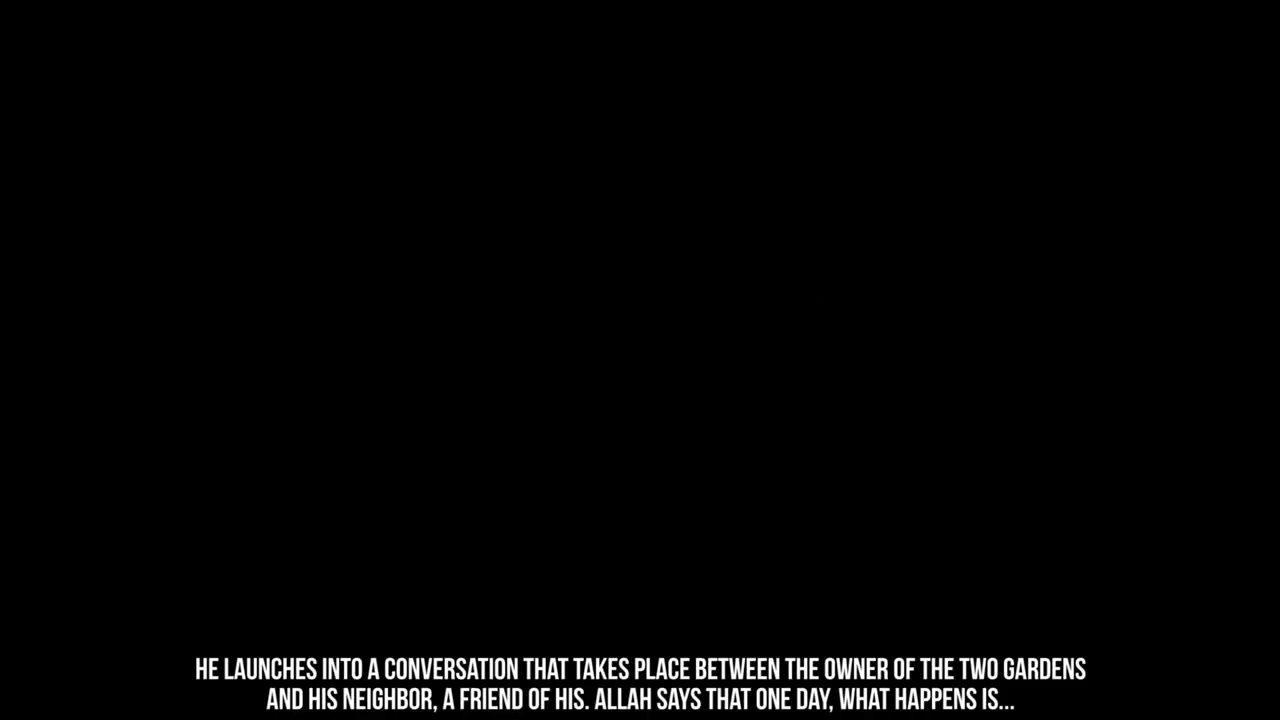 HE LAUNCHES INTO A CONVERSATION THAT TAKES PLACE BETWEEN THE OWNER OF THE TWO GARDENS
AND HIS NEIGHBOR, A FRIEND OF HIS. ALLAH SAYS THAT ONE DAY, WHAT HAPPENS IS...